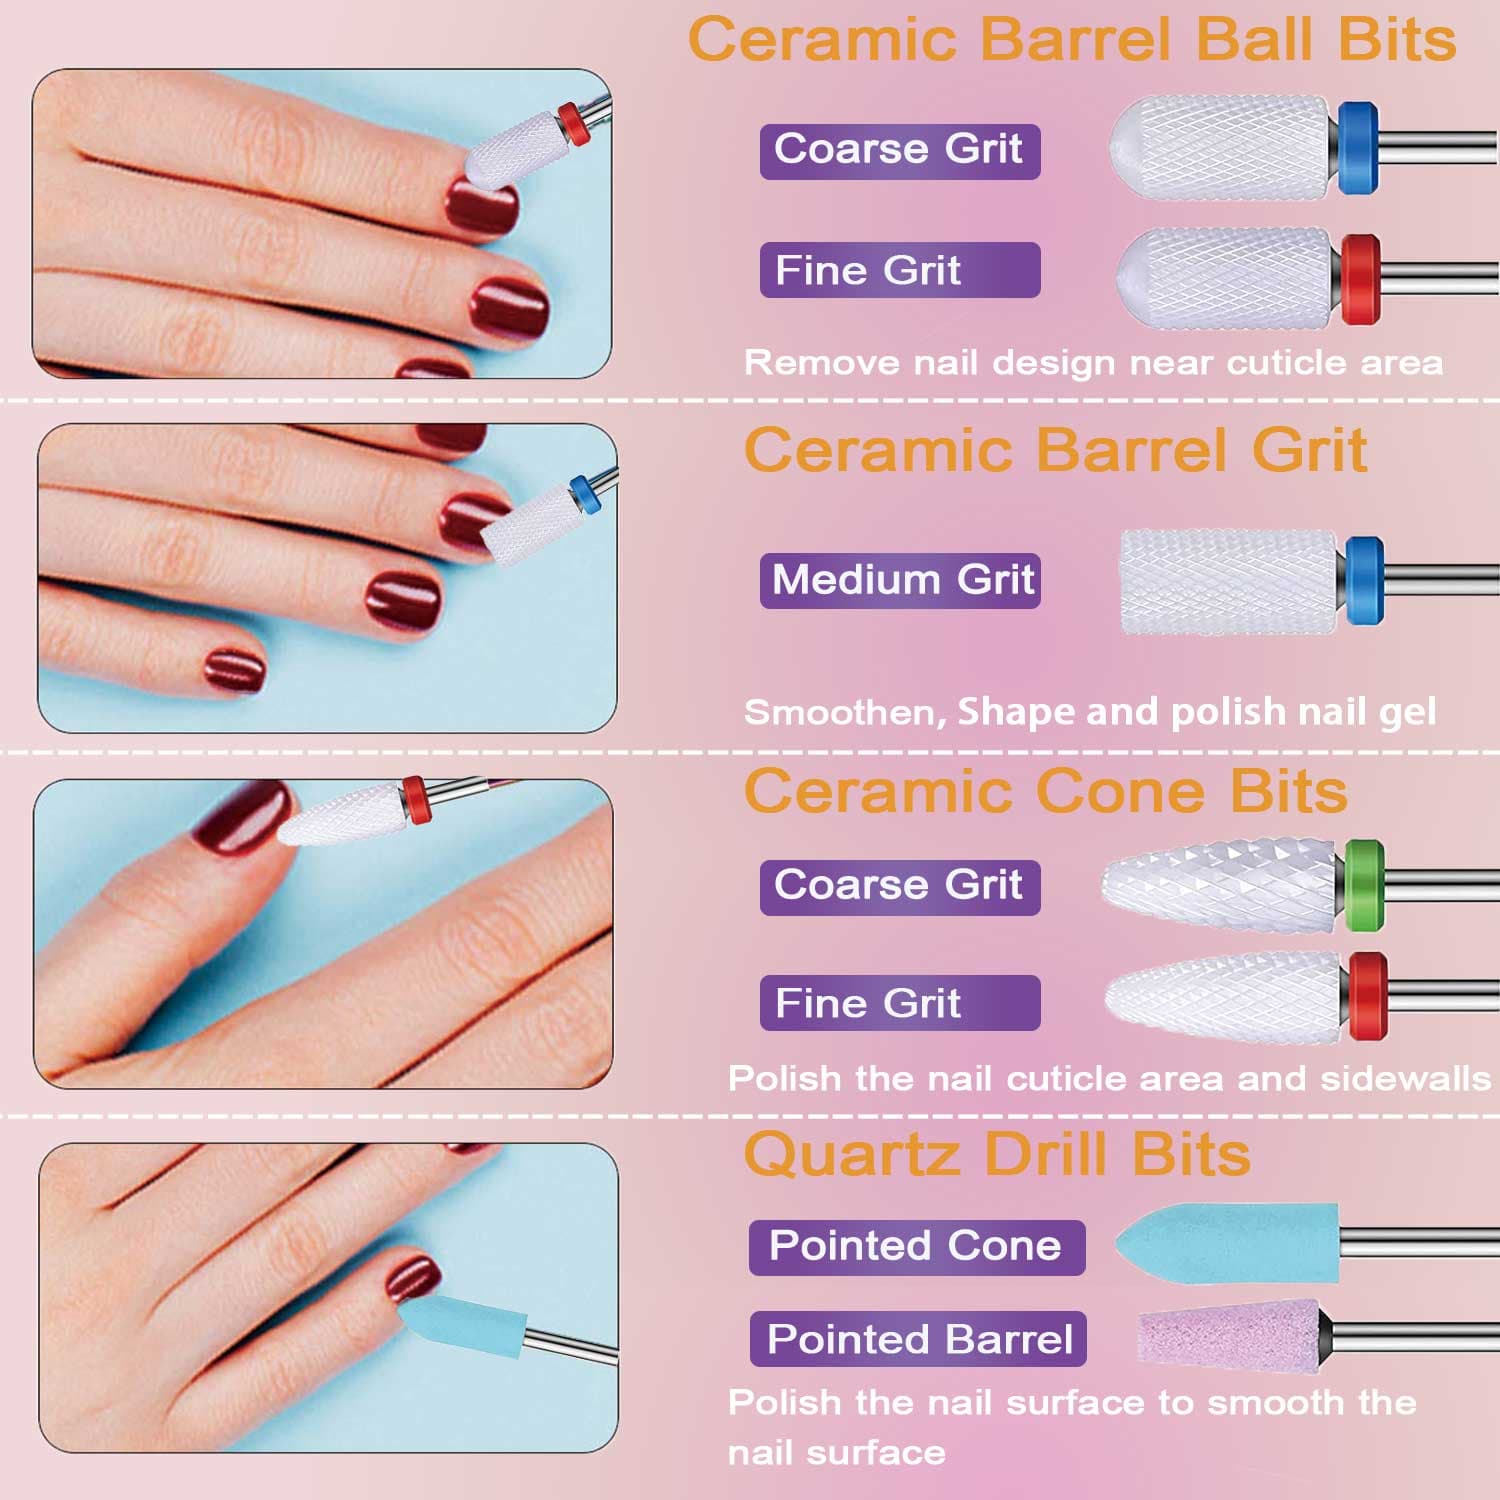 Ceramic Barrel Ball Bits
Coarse Grit
Fine Grit
Remove nail design near cuticle area
Ceramic Barrel Grit
Medium Grit
Smoothen, Shape and polish nail gel
Ceramic Cone Bits
Coarse Grit
Fine Grit
Polish the nail cuticle area and sidewalls
Quartz Drill Bits
Pointed Cone
Pointed Barrel
Polish the nail surface to smooth the
nail surface